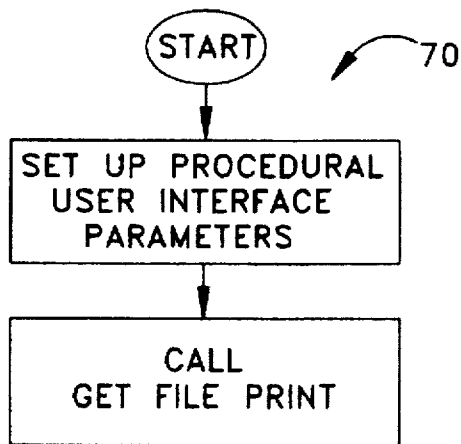 START
70
SET UP PROCEDURAL
USER INTERFACE
PARAMETERS
CALL
GET FILE PRINT